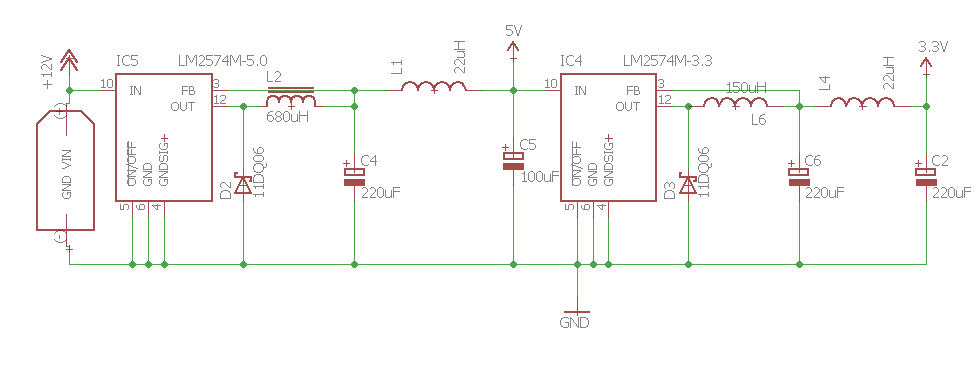 +12V
IC5
LM2574M-5.0
10
IN
FB
3
OUT
12
ON/OFF
GND
GNDSIG+
5
6
4
(+)
GND VIN
(-)
L2
680uH
D2
11DQ06
C4
+
220uF
L1
22uH
5V
C5
+
100uF
IC4
LM2574M-3.3
10
IN
FB
3
OUT
12
ON/OFF
GND
GNDSIG+
5
6
4
150uH
L6
D3
11DQ06
C6
+
220uF
L4
22uH
3.3V
C2
+
220uF
GND